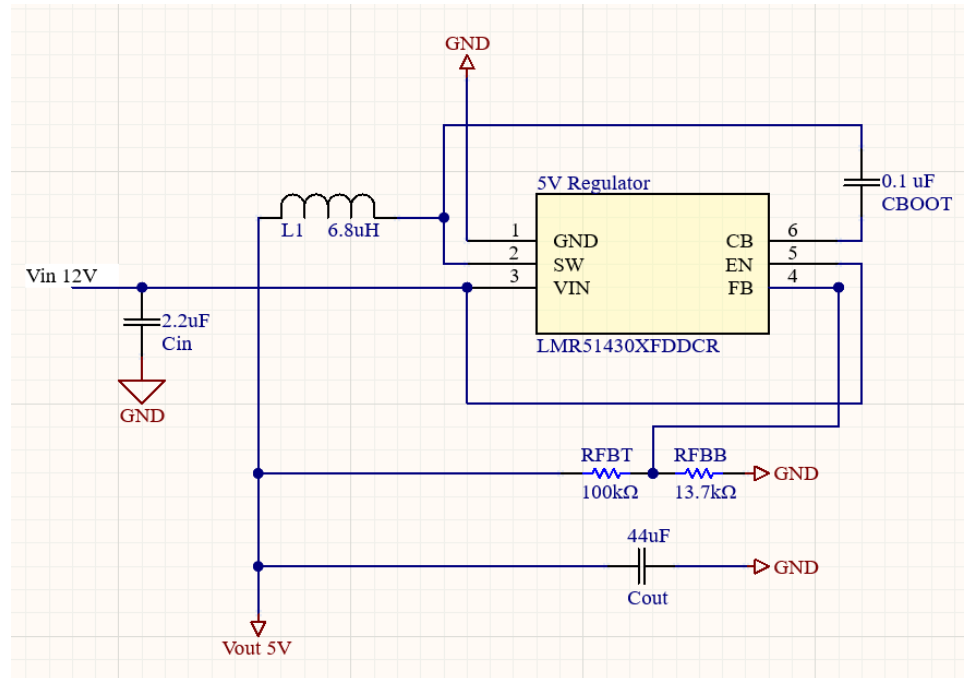 GND
5V Regulator
0.1 uF
CBOOT
L1 6.8uH
1 GND CB 6
2 SW EN 5
3 VIN FB 4
Vin 12V
2.2uF
Cin
LMR51430XFDDCR
GND
RFBT RFBB
GND
100kΩ 13.7kΩ
44uF
GND
Cout
Vout 5V